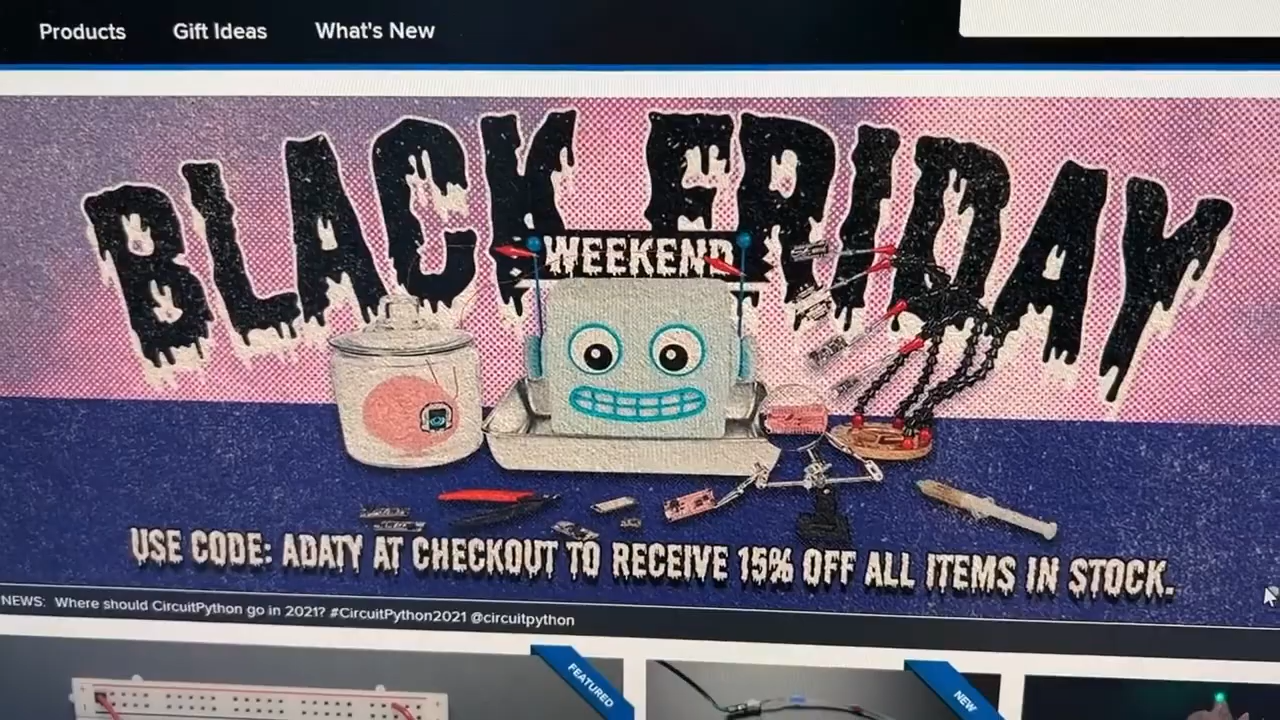 Products Gift Ideas What's New
BLACK FRIDAY
WEEKEND
USE CODE: ADATY AT CHECKOUT TO RECEIVE 15% OFF ALL ITEMS IN STOCK.
NEWS: Where should CircuitPython go in 2021? #CircuitPython2021 @circuitpython
FEATURED
NEW